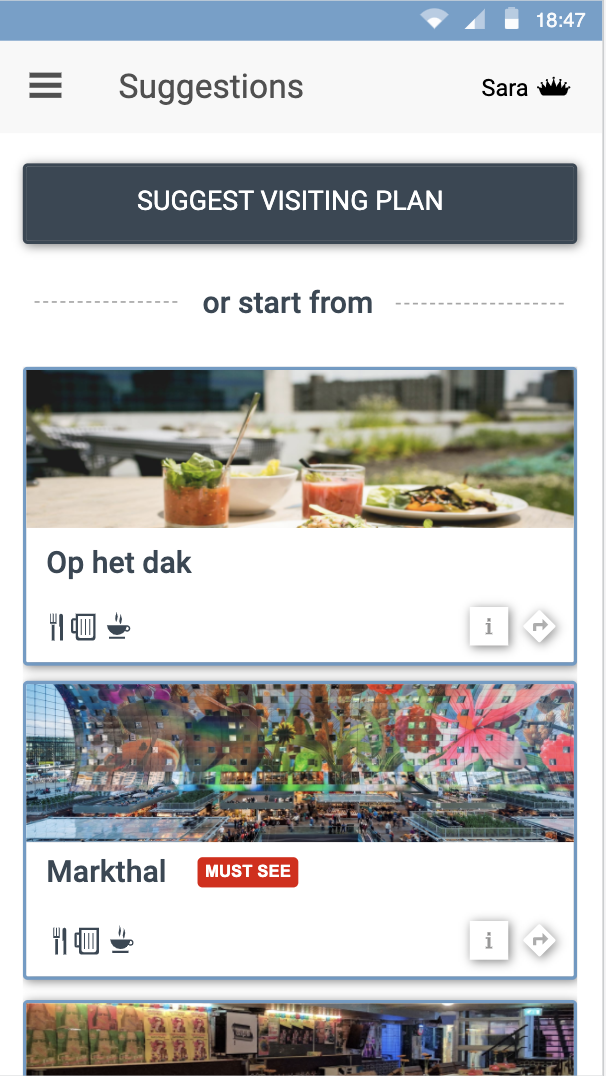 18:47
Suggestions
Sara
SUGGEST VISITING PLAN
or start from
Op het dak
i
Markthal MUST SEE
i